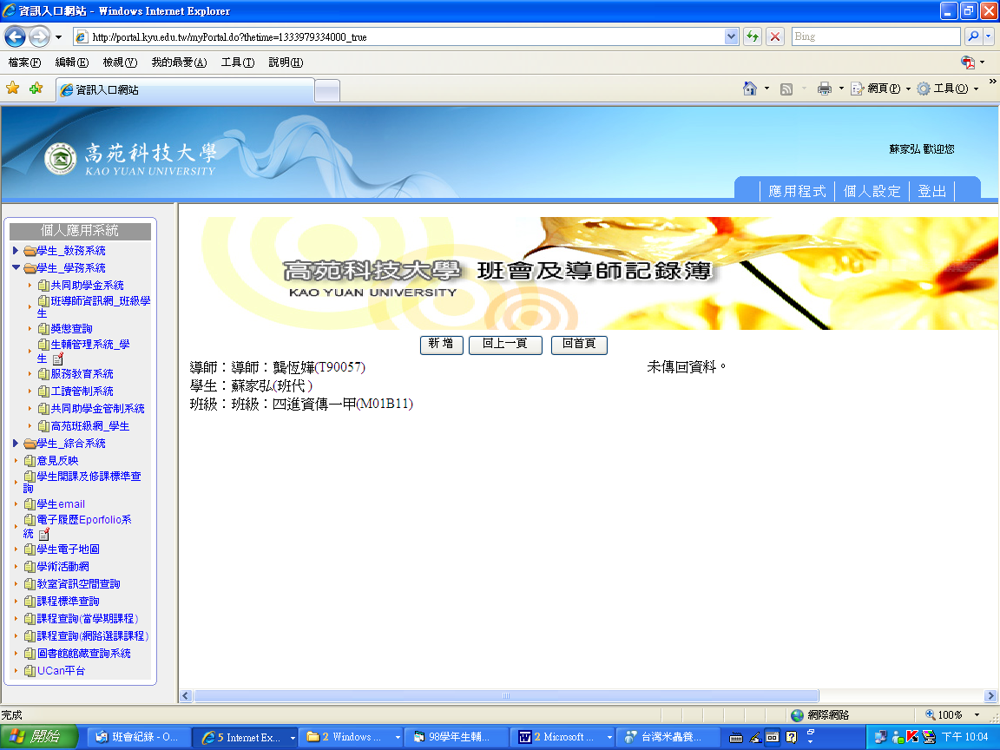 資訊入口網站 - Windows Internet Explorer
http://portal.kyu.edu.tw/myPortal.do?thetime=1333979334000_true
Bing
檔案(F) 編輯(E) 檢視(V) 我的最愛(A) 工具(T) 說明(H)
資訊入口網站
網頁(P) 工具(O)
高苑科技大學
KAO YUAN UNIVERSITY
蘇家弘 歡迎您
應用程式 個人設定 登出
個人應用系統
學生_教務系統
學生_學務系統
共同助學金系統
班導師資訊網_班級學
生
獎懲查詢
生輔管理系統_學
生
服務教育系統
工讀管制系統
共同助學金管制系統
高苑班級網_學生
學生_綜合系統
意見反映
學生開課及修課標準查
詢
學生email
電子履歷Eporfolio系
統
學生電子地圖
學術活動網
教室資訊空間查詢
課程標準查詢
課程查詢(當學期課程)
課程查詢(網路選課課程)
圖書館館藏查詢系統
UCan平台
高苑科技大學 班會及導師記錄簿
KAO YUAN UNIVERSITY
新 增 回上一頁 回首頁
導師：導師：龔恆嬅(T90057)
學生：蘇家弘(班代 )
班級：班級：四進資傳一甲(M01B11)
未傳回資料。
完成
網際網路
100%
開始
班會紀錄 - O...
5 Internet Ex...
2 Windows ...
98學年生輔...
2 Microsoft ...
台灣米蟲養...
下午 10:04